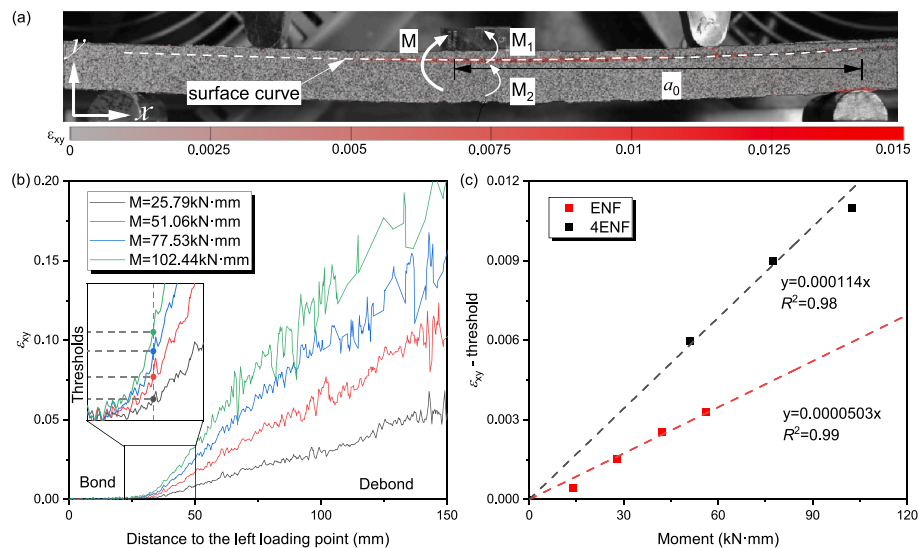 (a)
y
M
M1
M2
surface curve
a0
x
εxy
0
0.0025
0.005
0.0075
0.01
0.0125
0.015
(b)
0.20
0.15
0.10
0.05
0.00
εxy
M=25.79kN·mm
M=51.06kN·mm
M=77.53kN·mm
M=102.44kN·mm
Thresholds
Bond
Debond
0
50
100
150
Distance to the left loading point (mm)
(c)
0.012
0.009
0.006
0.003
0.000
εxy - threshold
ENF
4ENF
y=0.000114x
R²=0.98
y=0.0000503x
R²=0.99
0
30
60
90
120
Moment (kN·mm)